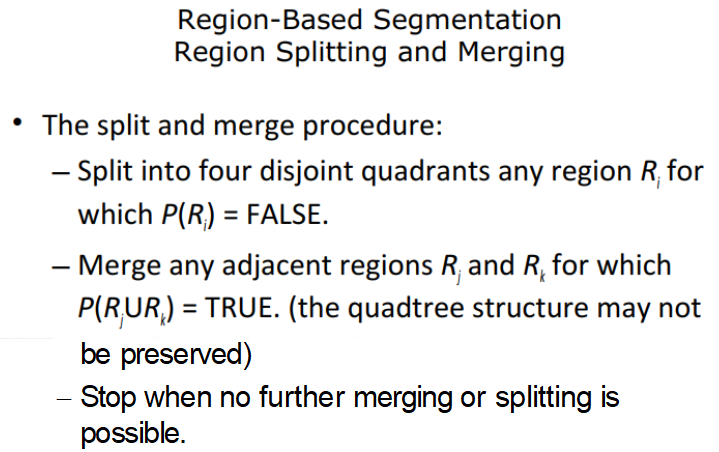 Region-Based Segmentation
Region Splitting and Merging
• The split and merge procedure:
– Split into four disjoint quadrants any region Ri for
which P(Ri) = FALSE.
– Merge any adjacent regions Rj and Rk for which
P(RjURk) = TRUE. (the quadtree structure may not
be preserved)
– Stop when no further merging or splitting is
possible.